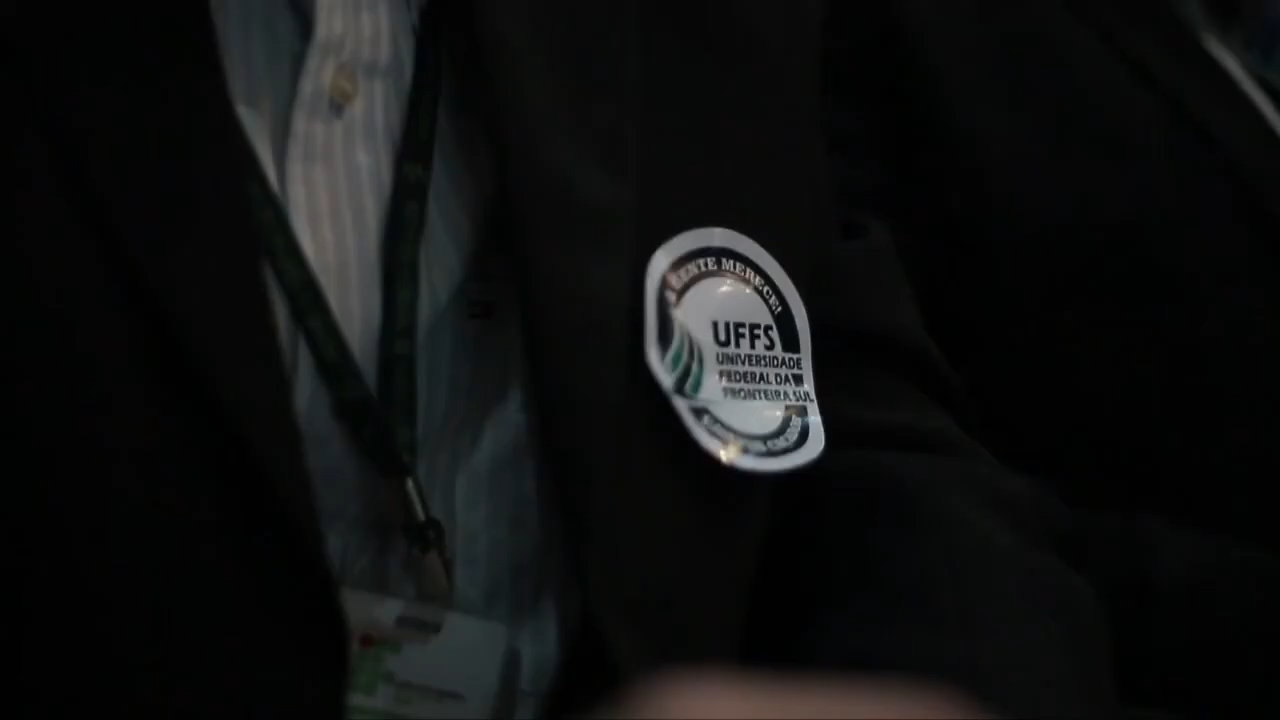 GENTE MERECE!
UFFS
UNIVERSIDADE
FEDERAL DA
FRONTEIRA SUL